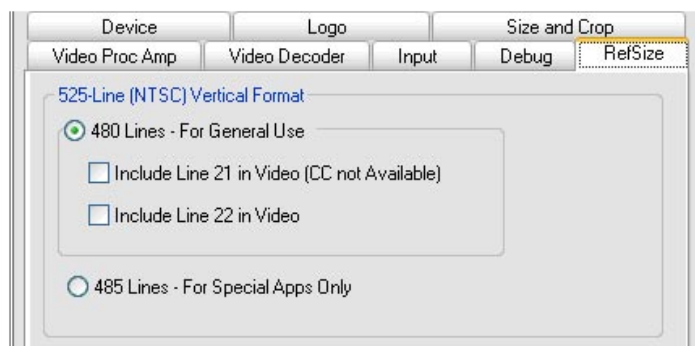 Device Logo Size and Crop
Video Proc Amp Video Decoder Input Debug RefSize
525-Line (NTSC) Vertical Format
480 Lines - For General Use
Include Line 21 in Video (CC not Available)
Include Line 22 in Video
485 Lines - For Special Apps Only